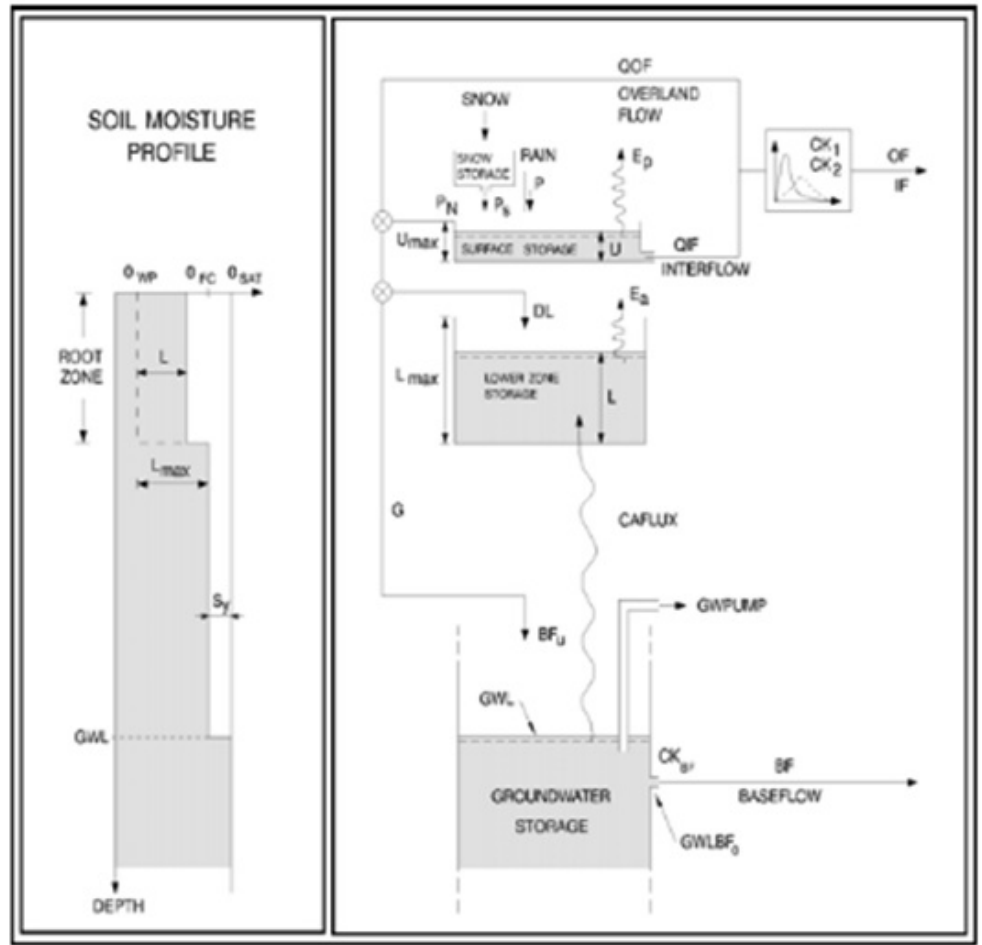 SOIL MOISTURE
PROFILE
θWP θFC θSAT
ROOT
ZONE
L
Lmax
Sy
GWL
DEPTH
QOF
OVERLAND
FLOW
SNOW
SNOW
STORAGE
RAIN
P
PN
Ps
Ep
Umax
SURFACE STORAGE
U
QIF
INTERFLOW
CK1
CK2
OF
IF
DL
Ea
Lmax
LOWER ZONE
STORAGE
L
G
CAFLUX
GWPUMP
BFu
GWL
CKBF
BF
BASEFLOW
GROUNDWATER
STORAGE
GWLBF0